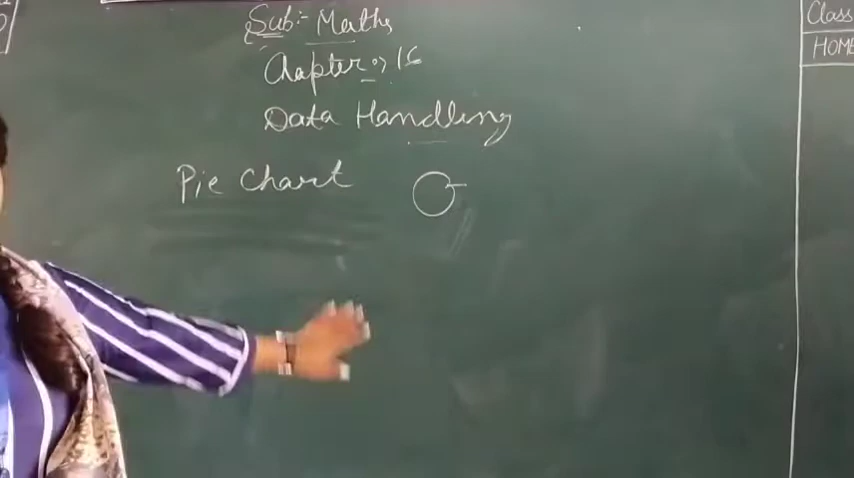 Sub:- Maths
Chapter :- 16
Data Handling
Pie Chart
Class
HOME